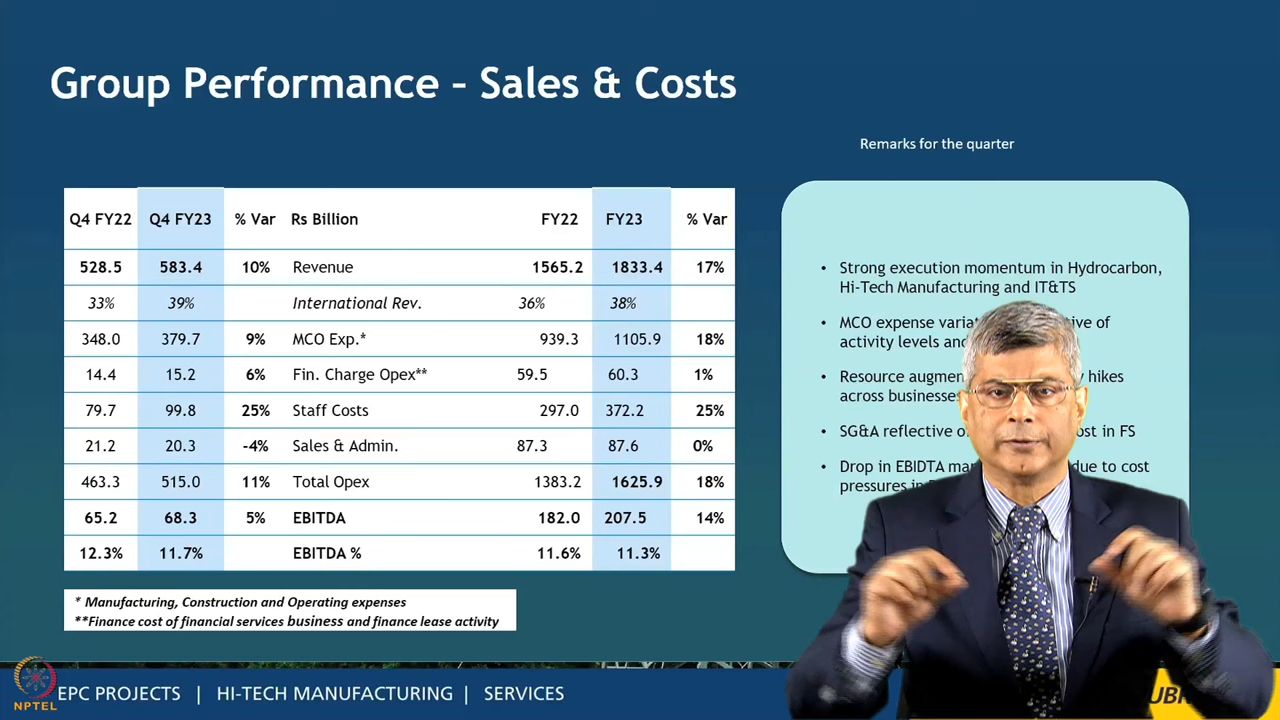 Group Performance – Sales & Costs
Remarks for the quarter
Q4 FY22 Q4 FY23 % Var Rs Billion FY22 FY23 % Var
528.5 583.4 10% Revenue 1565.2 1833.4 17%
33% 39% International Rev. 36% 38%
348.0 379.7 9% MCO Exp.* 939.3 1105.9 18%
14.4 15.2 6% Fin. Charge Opex** 59.5 60.3 1%
79.7 99.8 25% Staff Costs 297.0 372.2 25%
21.2 20.3 -4% Sales & Admin. 87.3 87.6 0%
463.3 515.0 11% Total Opex 1383.2 1625.9 18%
65.2 68.3 5% EBITDA 182.0 207.5 14%
12.3% 11.7% EBITDA % 11.6% 11.3%
* Manufacturing, Construction and Operating expenses
**Finance cost of financial services business and finance lease activity
• Strong execution momentum in Hydrocarbon,
Hi-Tech Manufacturing and IT&TS
• MCO expense of
activity levels
• Resource hikes
across businesses
• SG&A reflective in FS
• Drop in EBIDTA due to cost
pressures
EPC PROJECTS | HI-TECH MANUFACTURING | SERVICES
NPTEL